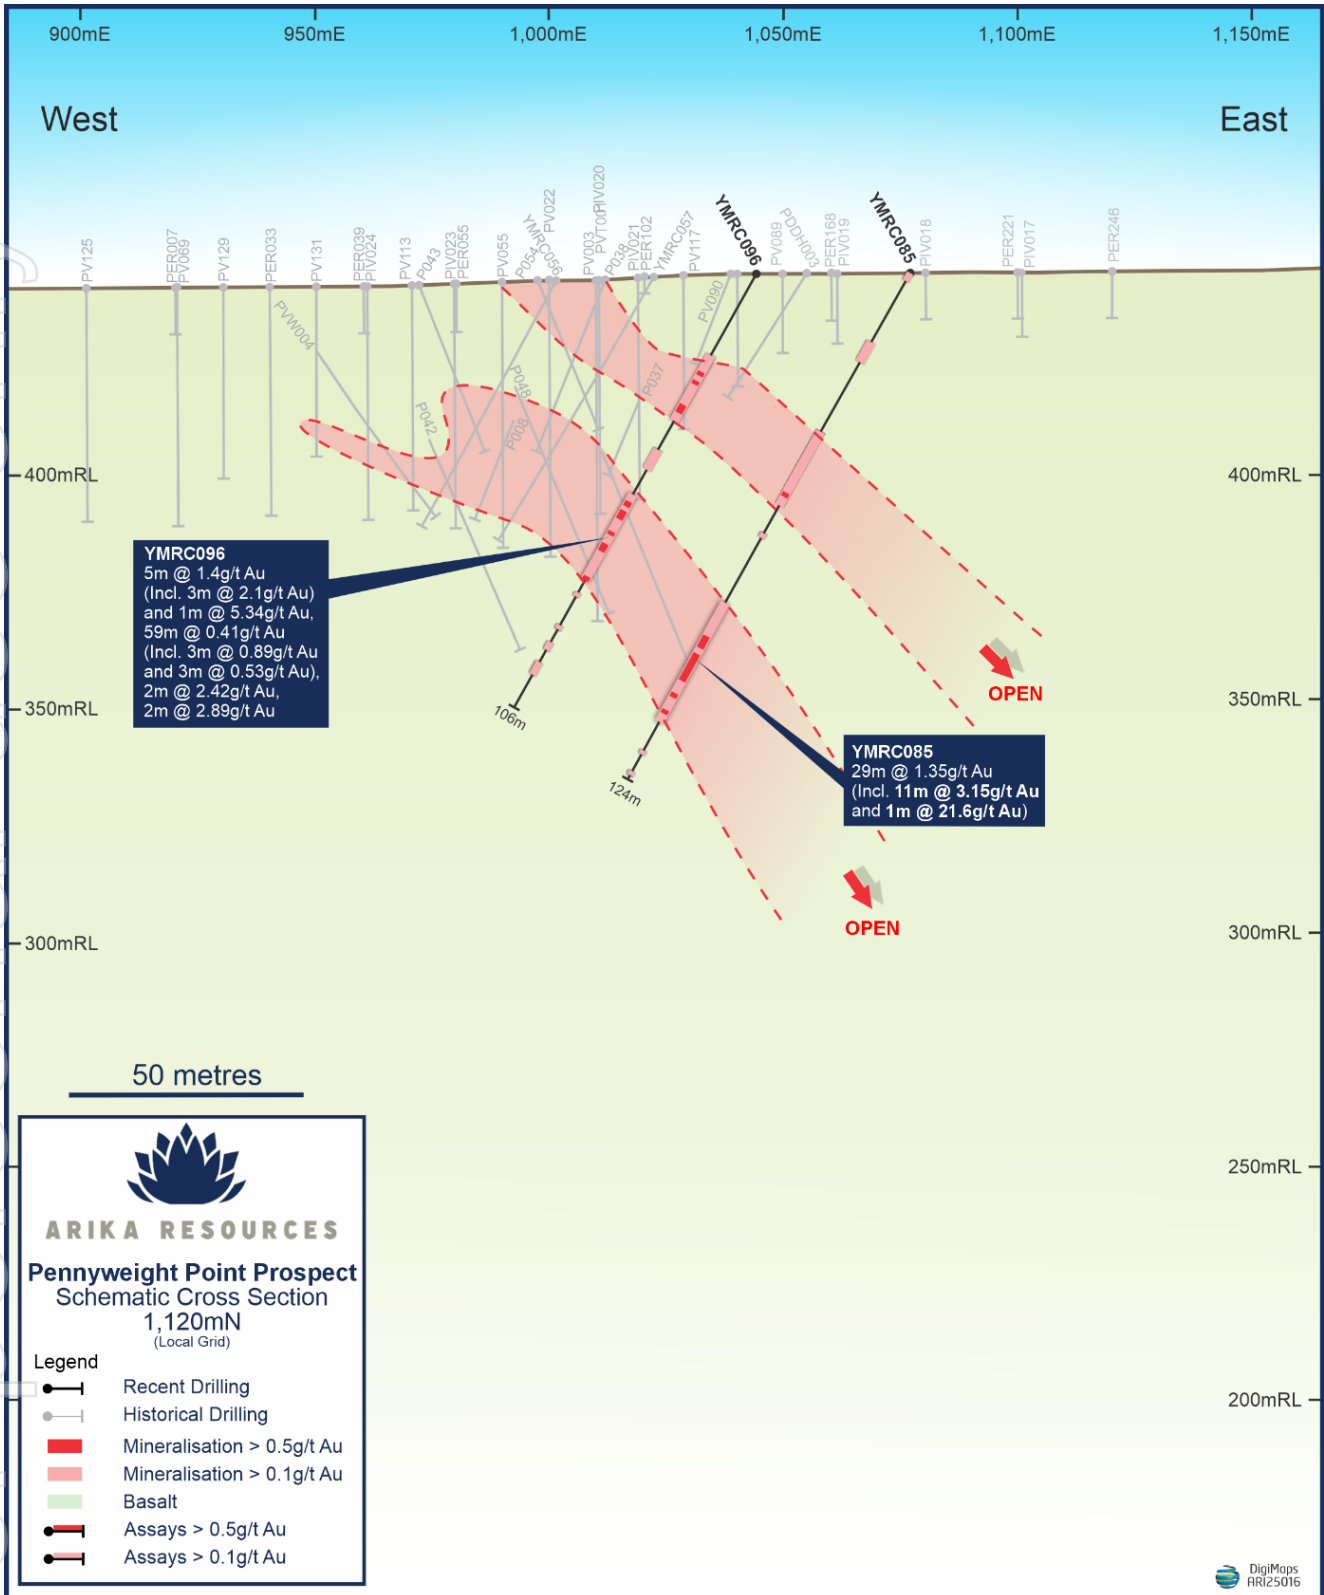 900mE
950mE
1,000mE
1,050mE
1,100mE
1,150mE
West
East
PV125
PER007
PV069
PV129
PER033
PV131
PER039
PIV024
PV113
P043
PIV023
PER055
PV055
P054
YMRC056
PV022
PV003
PIV020
PVT001
P038
PIV021
PER102
YMRC057
PV117
YMRC096
PV089
PDDH003
PER168
PIV019
YMRC085
PIV018
PER221
PIV017
PER246
PVW004
PV090
P048
P037
P042
P008
400mRL
400mRL
YMRC096
5m @ 1.4g/t Au
(Incl. 3m @ 2.1g/t Au)
and 1m @ 5.34g/t Au,
59m @ 0.41g/t Au
(Incl. 3m @ 0.89g/t Au
and 3m @ 0.53g/t Au),
2m @ 2.42g/t Au,
2m @ 2.89g/t Au
OPEN
350mRL
350mRL
106m
YMRC085
29m @ 1.35g/t Au
(Incl. 11m @ 3.15g/t Au
and 1m @ 21.6g/t Au)
124m
OPEN
300mRL
300mRL
50 metres
250mRL
200mRL
ARIKA RESOURCES
Pennyweight Point Prospect
Schematic Cross Section
1,120mN
(Local Grid)
Legend
Recent Drilling
Historical Drilling
Mineralisation > 0.5g/t Au
Mineralisation > 0.1g/t Au
Basalt
Assays > 0.5g/t Au
Assays > 0.1g/t Au
DigiMaps
ARI25016